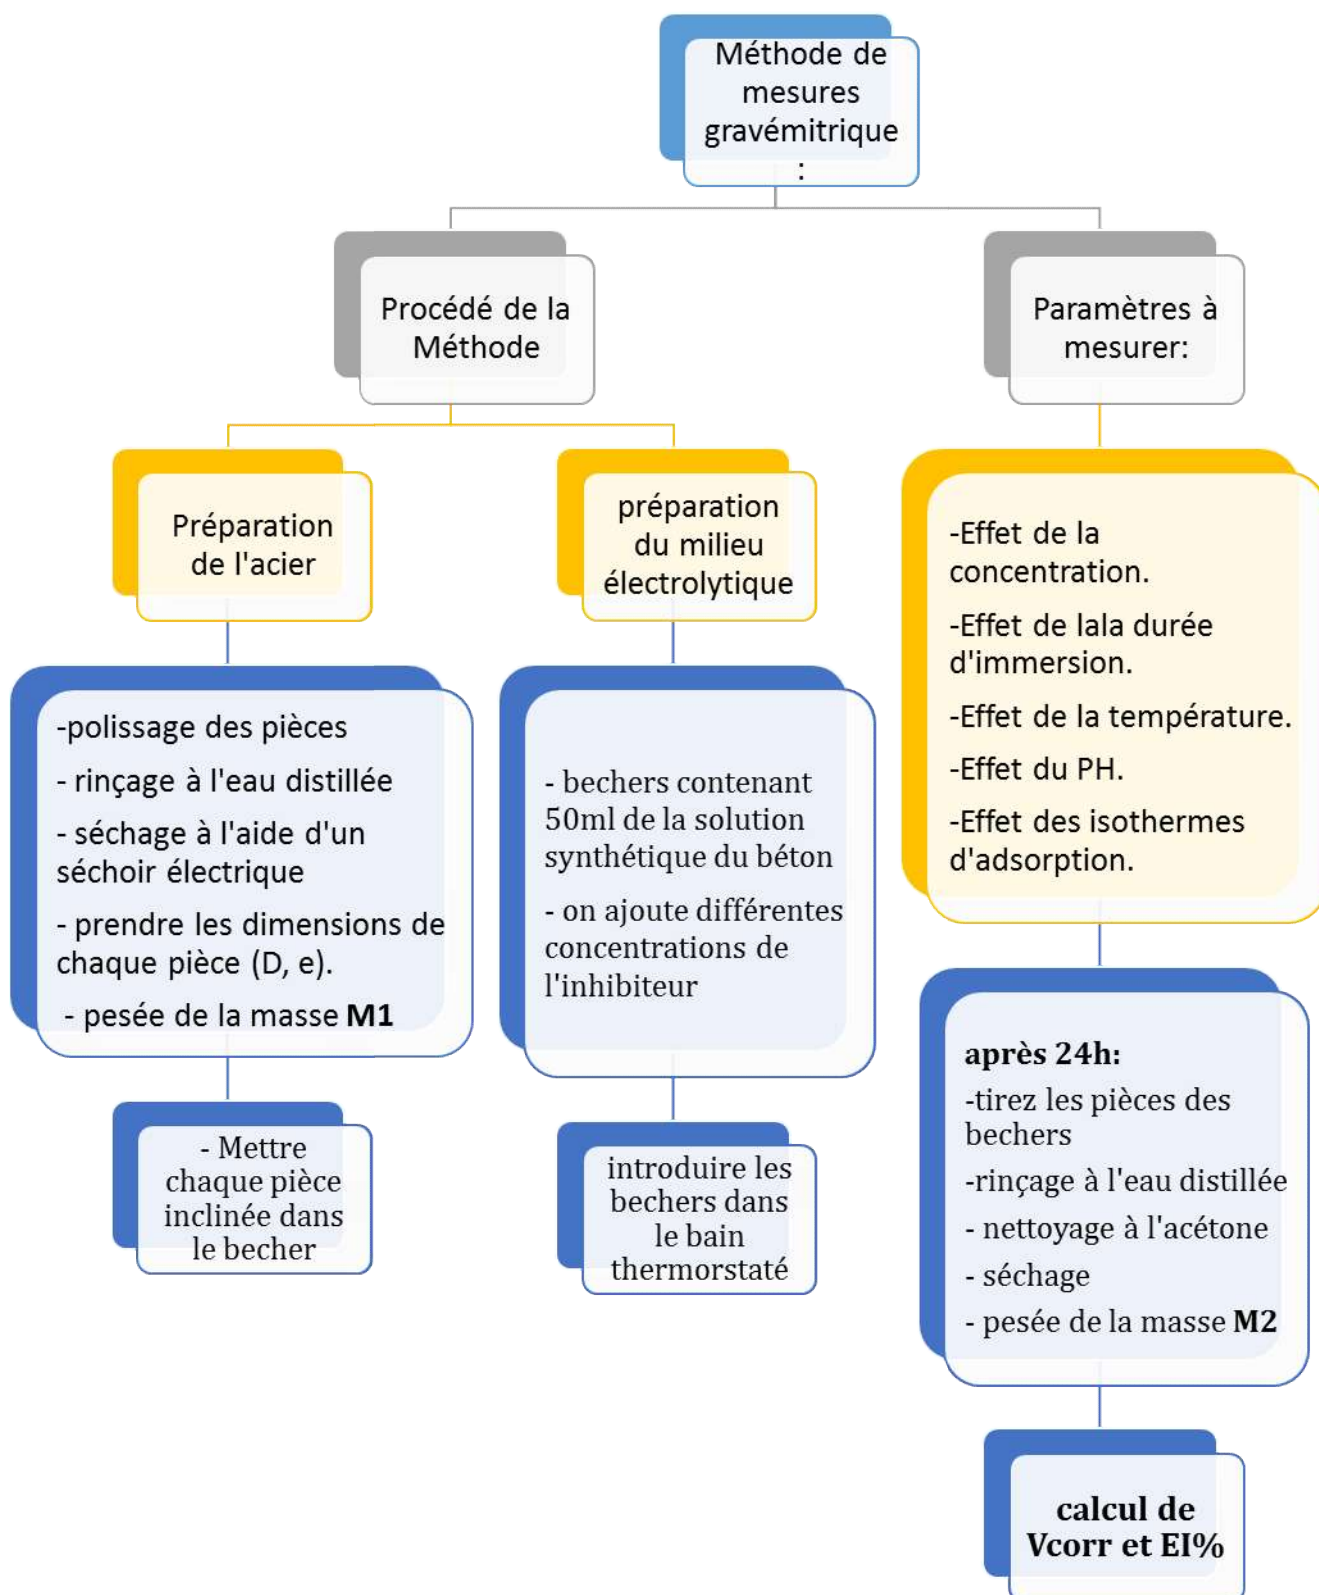 Méthode de
mesures
gravémitrique
:
Procédé de la
Méthode
Paramètres à
mesurer:
Préparation
de l'acier
préparation
du milieu
électrolytique
-Effet de la
concentration.
-Effet de lala durée
d'immersion.
-Effet de la température.
-Effet du PH.
-Effet des isothermes
d'adsorption.
-polissage des pièces
- rinçage à l'eau distillée
- séchage à l'aide d'un
séchoir électrique
- prendre les dimensions de
chaque pièce (D, e).
- pesée de la masse M1
- bechers contenant
50ml de la solution
synthétique du béton
- on ajoute différentes
concentrations de
l'inhibiteur
après 24h:
-tirez les pièces des
bechers
-rinçage à l'eau distillée
- nettoyage à l'acétone
- séchage
- pesée de la masse M2
- Mettre
chaque pièce
inclinée dans
le becher
introduire les
bechers dans
le bain
thermorstaté
calcul de
Vcorr et EI%